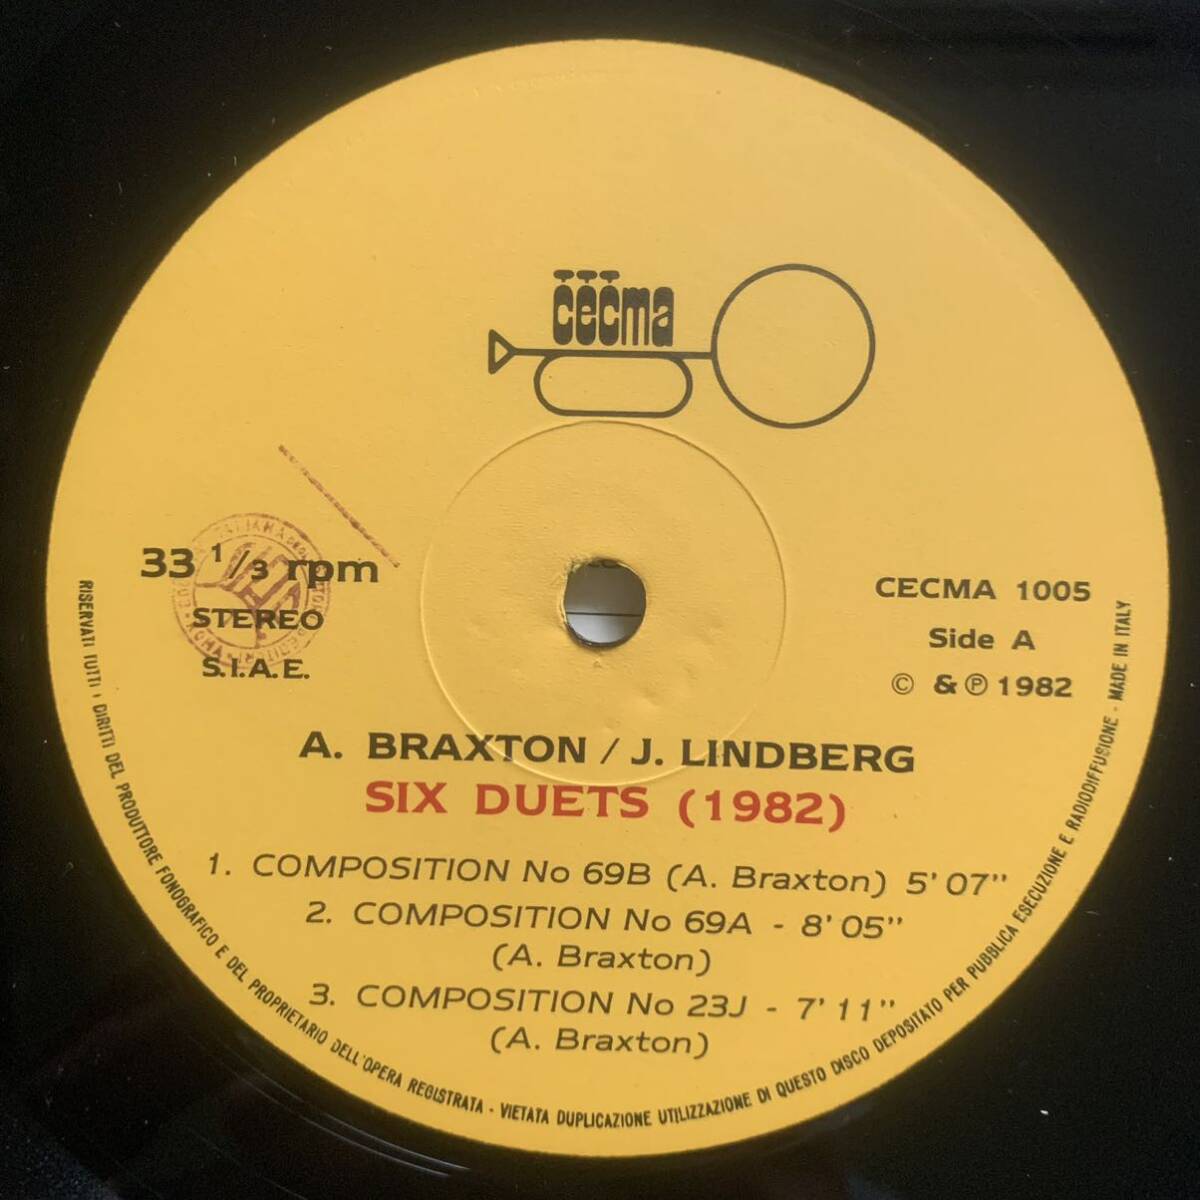 cecma
33 1/3 rpm
STEREO
S.I.A.E.
CECMA 1005
Side A
© & ℗ 1982
A. BRAXTON / J. LINDBERG
SIX DUETS (1982)
1. COMPOSITION No 69B (A. Braxton) 5'07"
2. COMPOSITION No 69A - 8'05"
(A. Braxton)
3. COMPOSITION No 23J - 7'11"
(A. Braxton)
RISERVATI TUTTI I DIRITTI DEL PRODUTTORE FONOGRAFICO E DEL PROPRIETARIO DELL'OPERA REGISTRATA - VIETATA DUPLICAZIONE UTILIZZAZIONE DI QUESTO DISCO DEPOSITATO PER PUBBLICA ESECUZIONE E RADIODIFFUSIONE - MADE IN ITALY